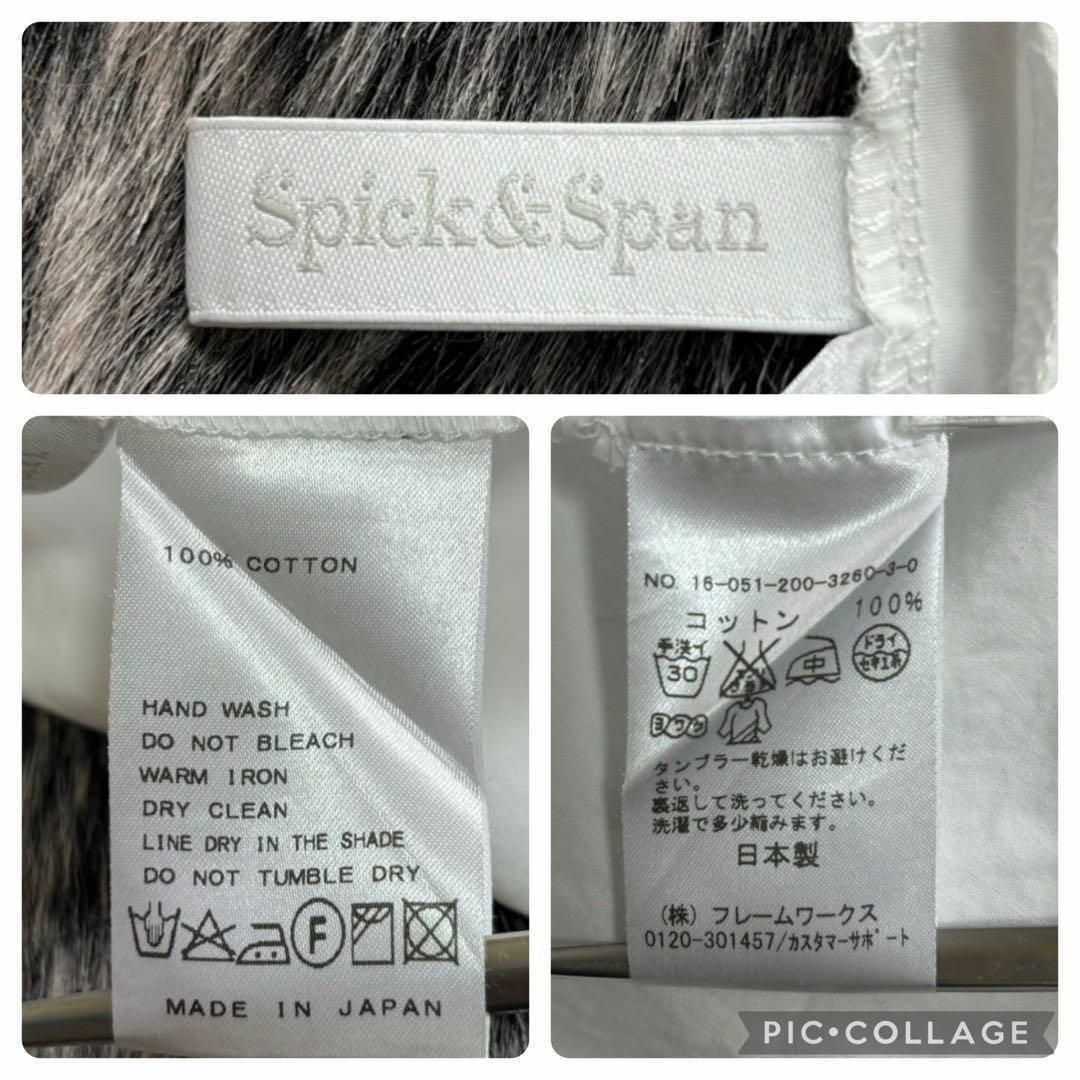 Spick&Span
100% COTTON
HAND WASH
DO NOT BLEACH
WARM IRON
DRY CLEAN
LINE DRY IN THE SHADE
DO NOT TUMBLE DRY
F
MADE IN JAPAN
NO. 16-051-200-3260-3-0
コットン 100%
手洗イ
30
中
ドライ
セキユ系
ヨワク
タンブラー乾燥はお避けくだ
さい。
裏返して洗ってください。
洗濯で多少縮みます。
日本製
(株) フレームワークス
0120-301457/カスタマーサポート
PIC•COLLAGE